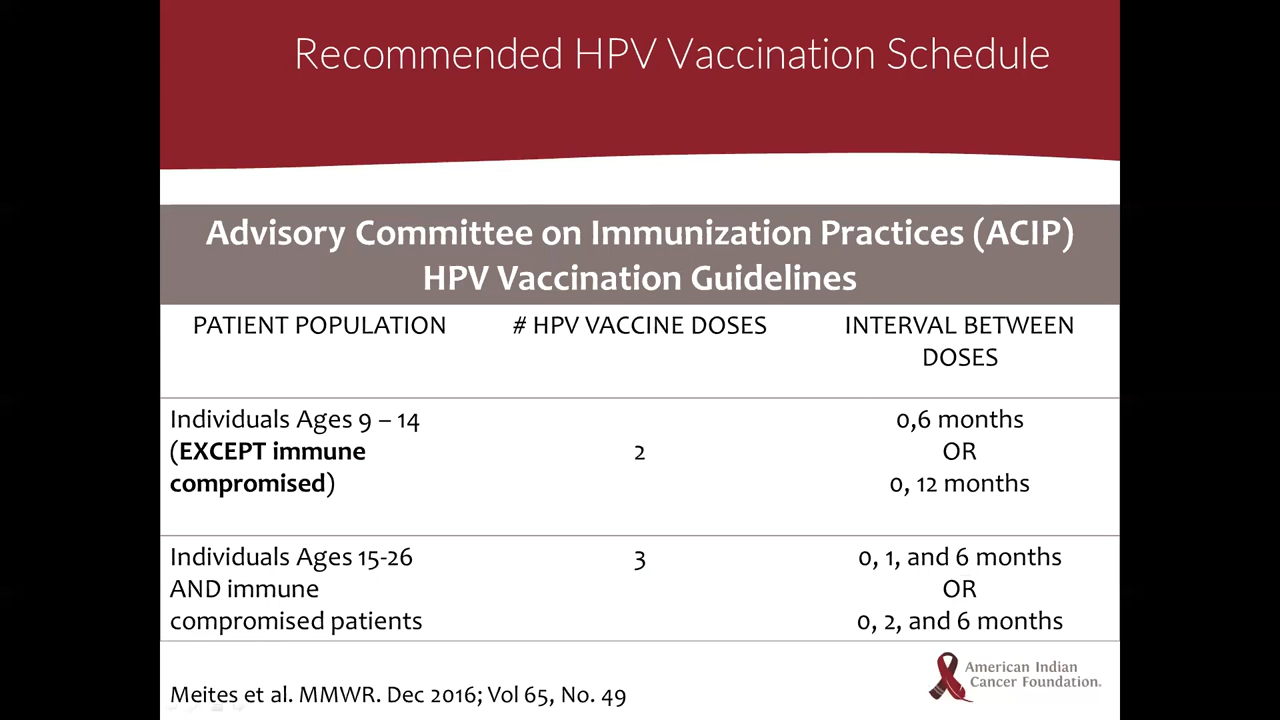 Recommended HPV Vaccination Schedule
Advisory Committee on Immunization Practices (ACIP)
HPV Vaccination Guidelines
PATIENT POPULATION
# HPV VACCINE DOSES
INTERVAL BETWEEN
DOSES
Individuals Ages 9 – 14
(EXCEPT immune
compromised)
2
0,6 months
OR
0, 12 months
Individuals Ages 15-26
AND immune
compromised patients
3
0, 1, and 6 months
OR
0, 2, and 6 months
Meites et al. MMWR. Dec 2016; Vol 65, No. 49
American Indian
Cancer Foundation.